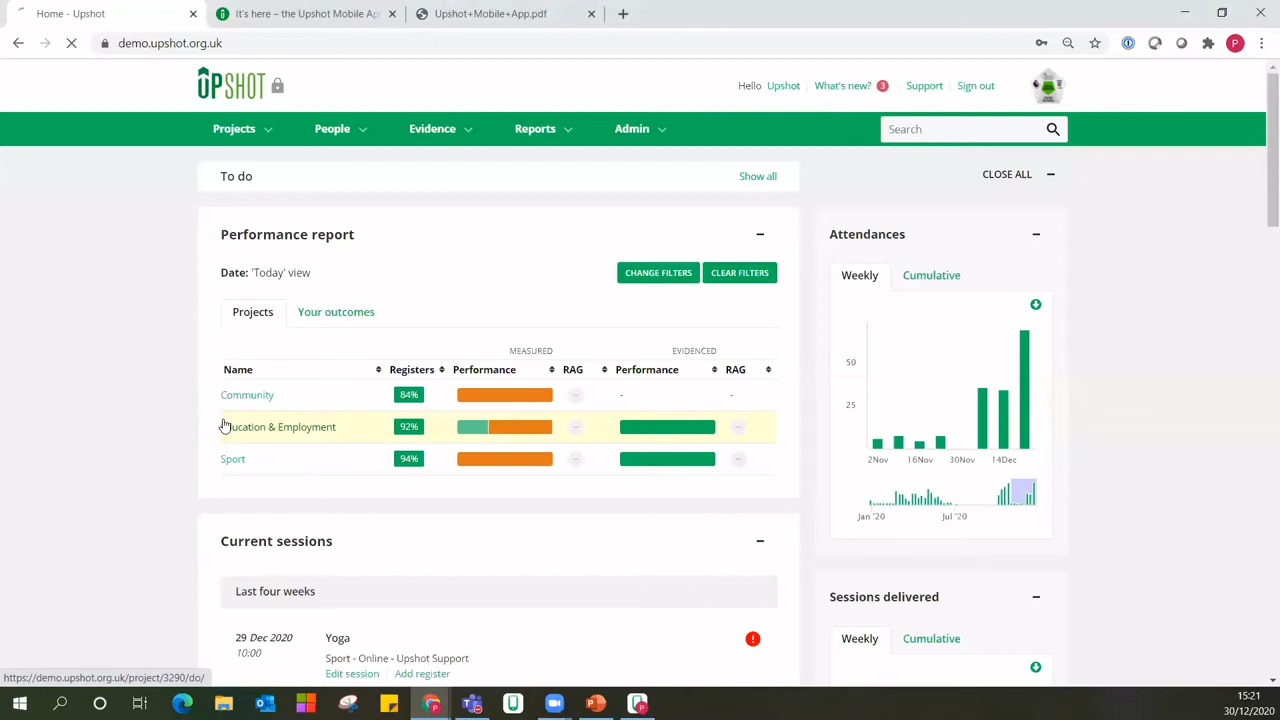 Home - Upshot
It's here – the Upshot Mobile Ap
Upshot+Mobile+App.pdf
demo.upshot.org.uk
UPSHOT
Hello Upshot What's new? 3 Support Sign out
Projects People Evidence Reports Admin Search
To do Show all CLOSE ALL
Performance report
Date: 'Today' view CHANGE FILTERS CLEAR FILTERS
Projects Your outcomes
MEASURED EVIDENCED
Name Registers Performance RAG Performance RAG
Community 84% - -
Education & Employment 92%
Sport 94%
Current sessions
Last four weeks
29 Dec 2020 Yoga
10:00
Sport - Online - Upshot Support
Edit session Add register
Attendances
Weekly Cumulative
50
25
2Nov 16Nov 30Nov 14Dec
Jan '20 Jul '20
Sessions delivered
Weekly Cumulative
https://demo.upshot.org.uk/project/3290/do/
15:21
30/12/2020